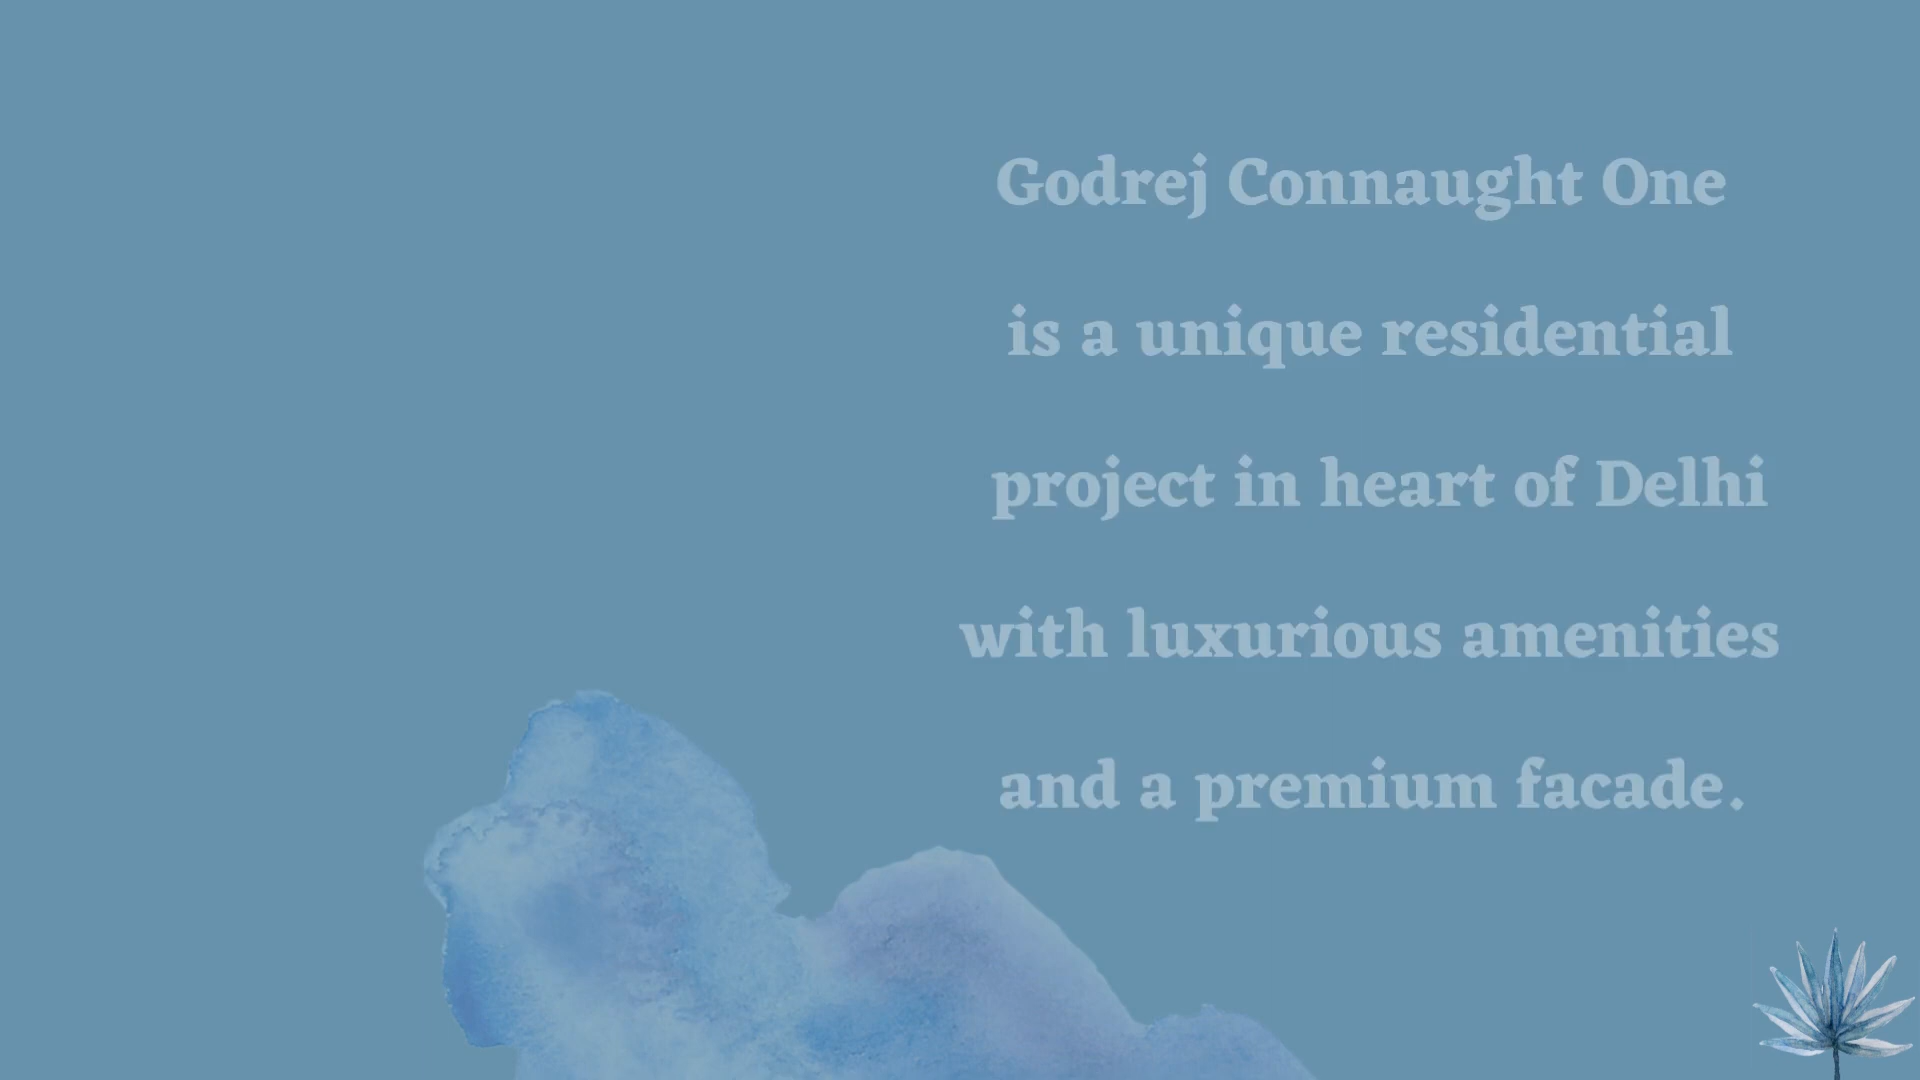 Godrej Connaught One
is a unique residential
project in heart of Delhi
with luxurious amenities
and a premium facade.